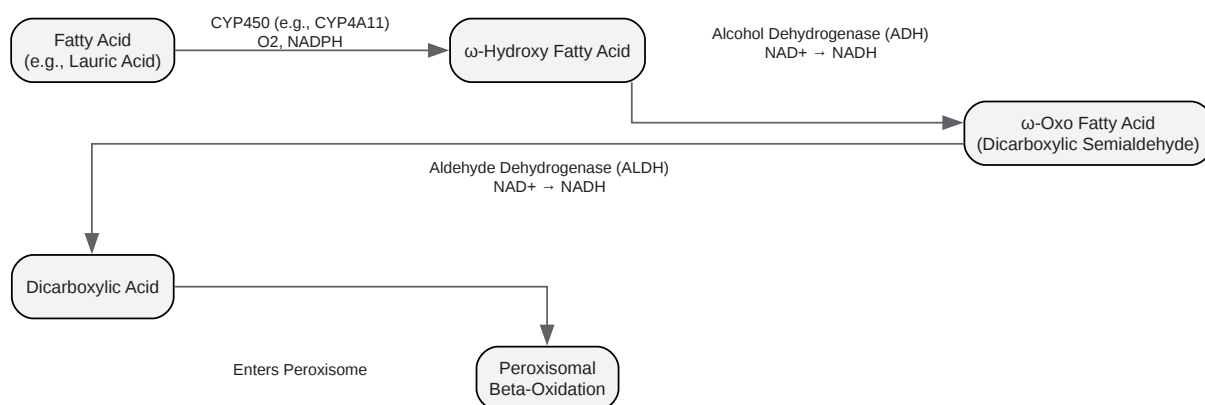 Fatty Acid
(e.g., Lauric Acid)
CYP450 (e.g., CYP4A11)
O2, NADPH
ω-Hydroxy Fatty Acid
Alcohol Dehydrogenase (ADH)
NAD+ → NADH
ω-Oxo Fatty Acid
(Dicarboxylic Semialdehyde)
Aldehyde Dehydrogenase (ALDH)
NAD+ → NADH
Dicarboxylic Acid
Enters Peroxisome
Peroxisomal
Beta-Oxidation